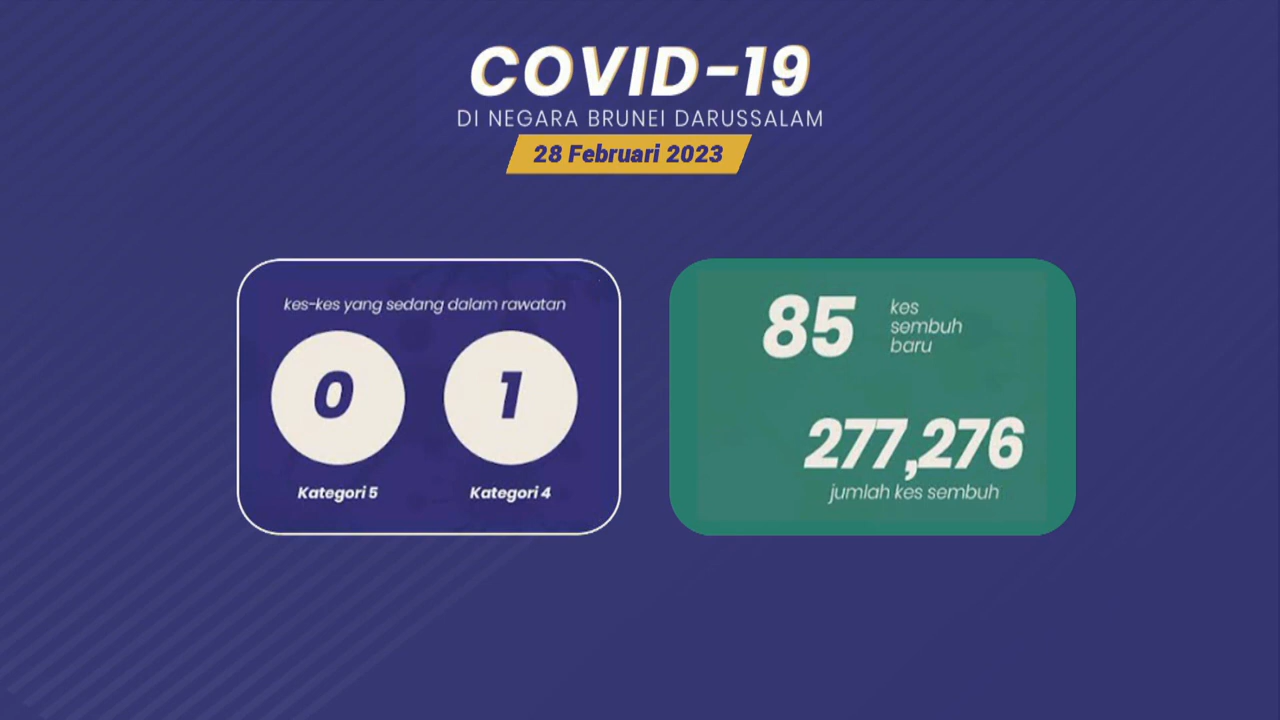 COVID-19
DI NEGARA BRUNEI DARUSSALAM
28 Februari 2023
kes-kes yang sedang dalam rawatan
0
1
Kategori 5
Kategori 4
85
kes
sembuh
baru
277,276
jumlah kes sembuh